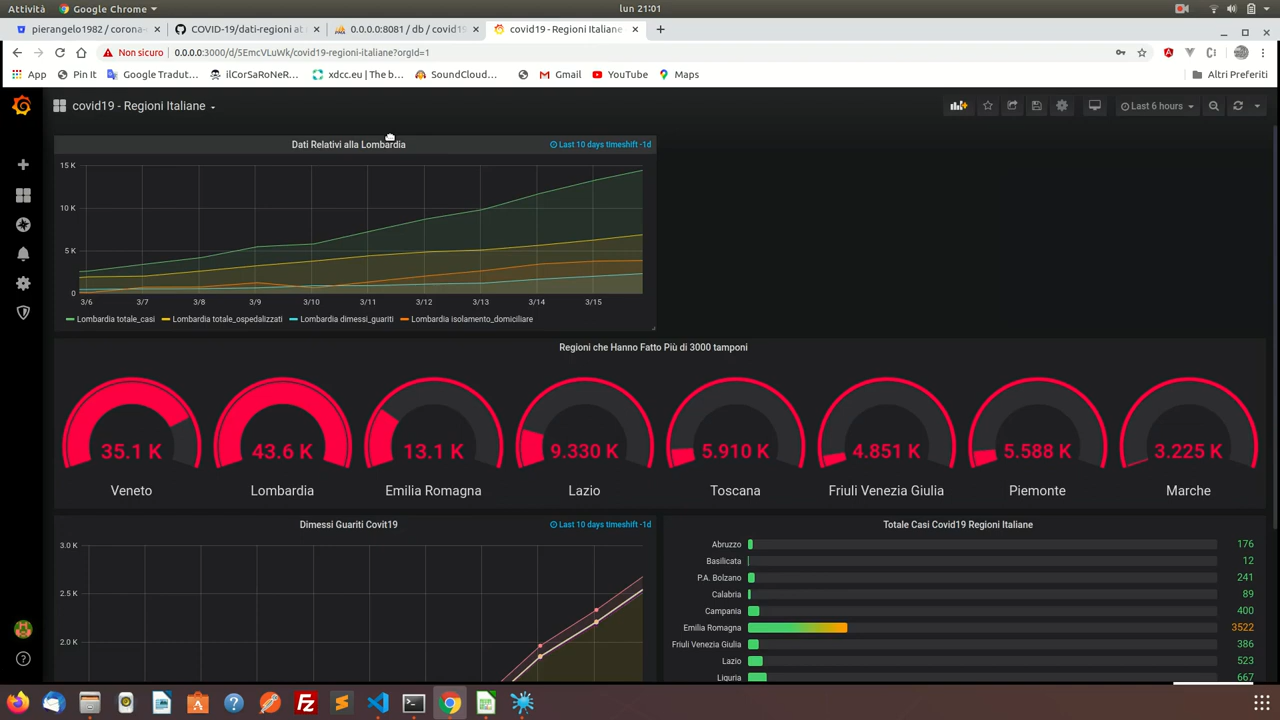 Attività
Google Chrome
lun 21:01
pierangelo1982 / corona-
COVID-19/dati-regioni at
0.0.0.0:8081 / db / covid19
covid19 - Regioni Italiane
Non sicuro
0.0.0.0:3000/d/5EmcVLuWk/covid19-regioni-italiane?orgId=1
App
Pin It
Google Tradut...
ilCorSaRoNeR...
xdcc.eu | The b...
SoundCloud...
Gmail
YouTube
Maps
Altri Preferiti
covid19 - Regioni Italiane
Last 6 hours
Dati Relativi alla Lombardia
Last 10 days timeshift -1d
15 K
10 K
5 K
0
3/6 3/7 3/8 3/9 3/10 3/11 3/12 3/13 3/14 3/15
Lombardia totale_casi Lombardia totale_ospedalizzati Lombardia dimessi_guariti Lombardia isolamento_domiciliare
Regioni che Hanno Fatto Più di 3000 tamponi
35.1 K 43.6 K 13.1 K 9.330 K 5.910 K 4.851 K 5.588 K 3.225 K
Veneto Lombardia Emilia Romagna Lazio Toscana Friuli Venezia Giulia Piemonte Marche
Dimessi Guariti Covit19
Last 10 days timeshift -1d
3.0 K
2.5 K
2.0 K
Totale Casi Covid19 Regioni Italiane
Abruzzo 176
Basilicata 12
P.A. Bolzano 241
Calabria 89
Campania 400
Emilia Romagna 3522
Friuli Venezia Giulia 386
Lazio 523
Liguria 667